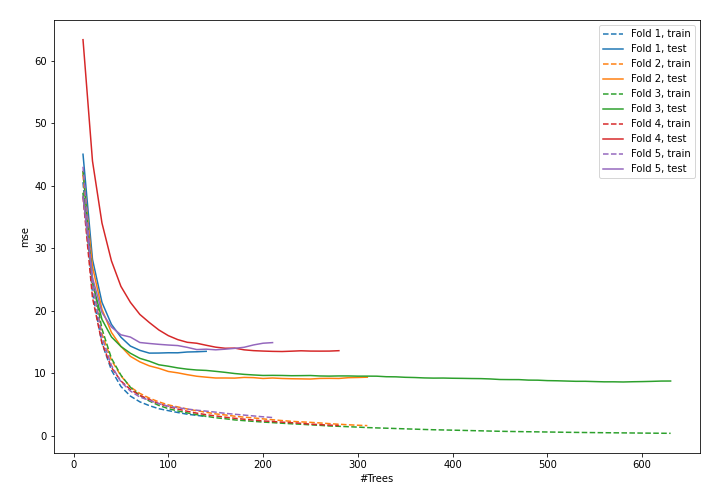 60
50
40
30
20
10
0
mse
0 100 200 300 400 500 600
#Trees
Fold 1, train
Fold 1, test
Fold 2, train
Fold 2, test
Fold 3, train
Fold 3, test
Fold 4, train
Fold 4, test
Fold 5, train
Fold 5, test